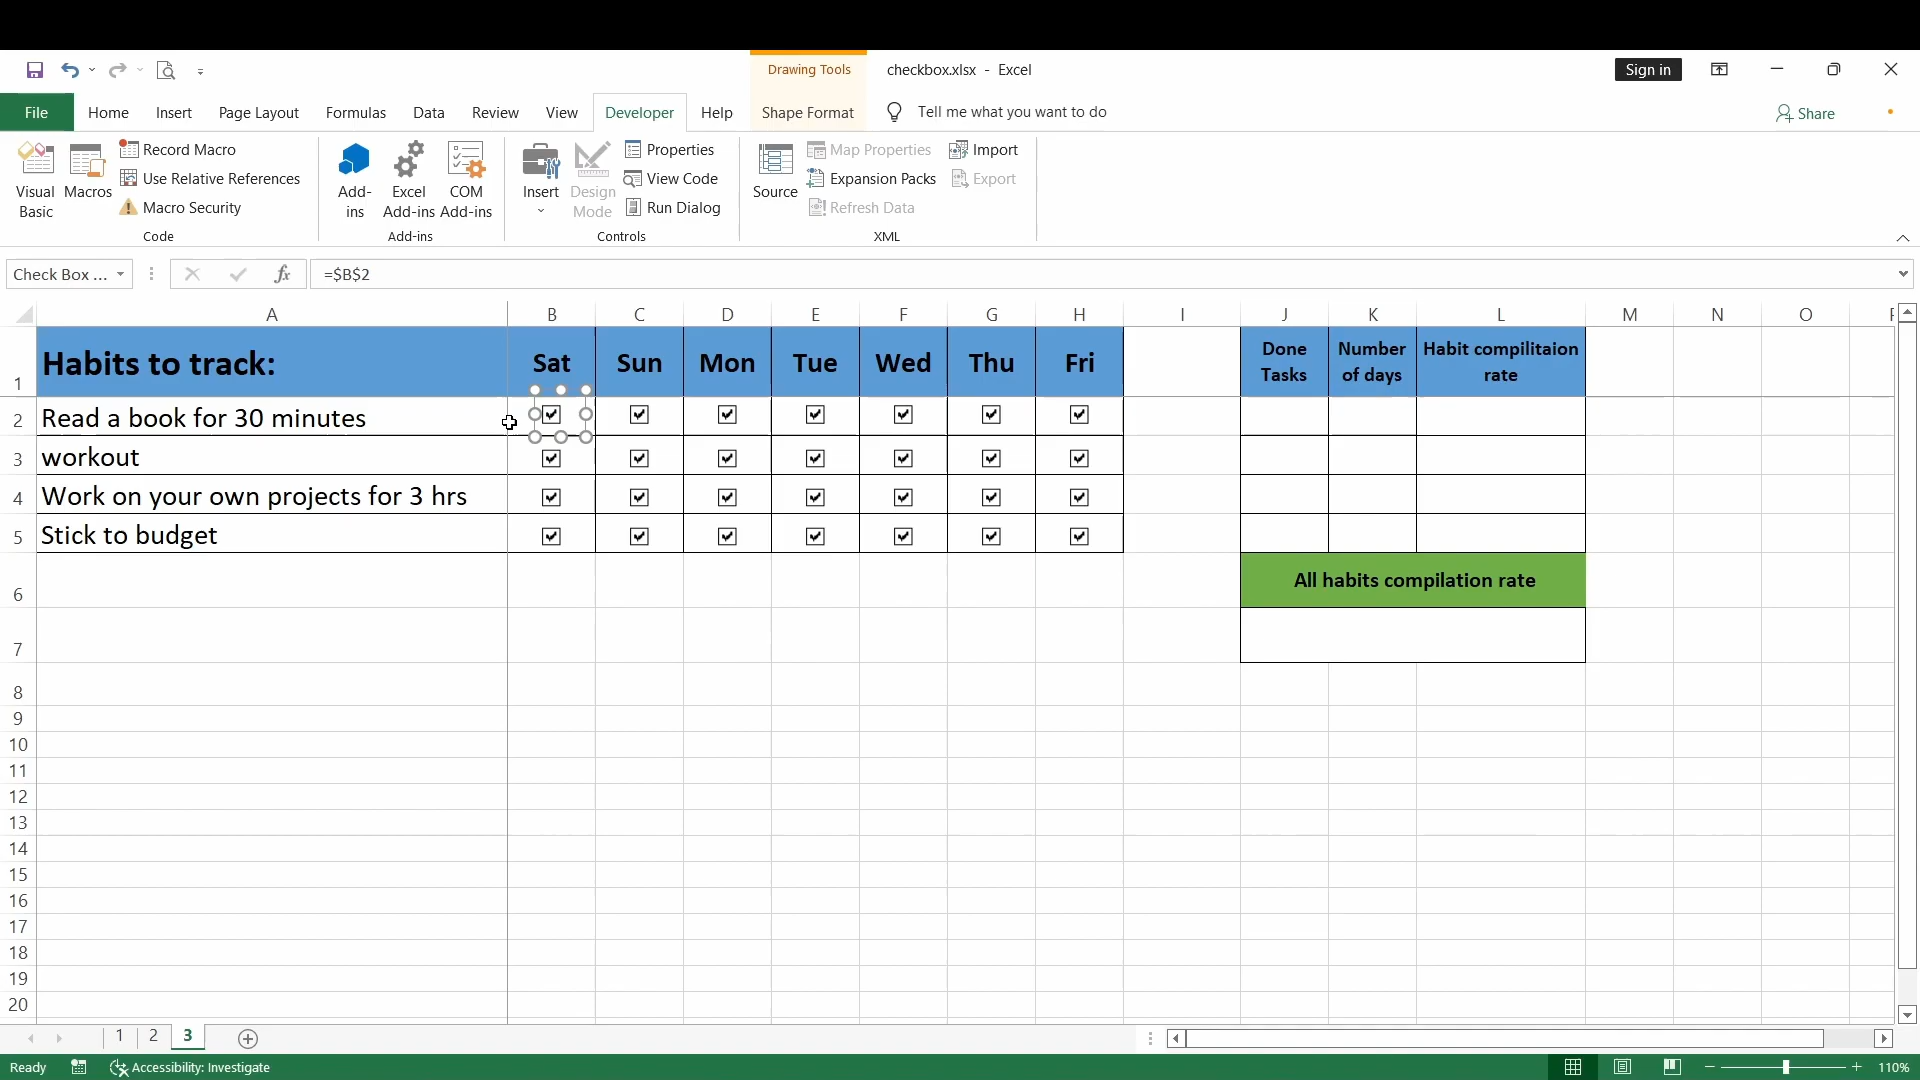 Drawing Tools
checkbox.xlsx - Excel
Sign in
File Home Insert Page Layout Formulas Data Review View Developer Help Shape Format Tell me what you want to do Share
Visual Basic
Macros
Record Macro
Use Relative References
Macro Security
Code
Add-ins
Excel Add-ins
COM Add-ins
Add-ins
Insert
Design Mode
Properties
View Code
Run Dialog
Controls
Source
Map Properties
Expansion Packs
Refresh Data
Import
Export
XML
Check Box ... fx =$B$2
A B C D E F G H I J K L M N O
1 Habits to track: Sat Sun Mon Tue Wed Thu Fri Done Tasks Number of days Habit compilitaion rate
2 Read a book for 30 minutes
3 workout
4 Work on your own projects for 3 hrs
5 Stick to budget
6 All habits compilation rate
7
8
9
10
11
12
13
14
15
16
17
18
19
20
1 2 3
Ready Accessibility: Investigate 110%